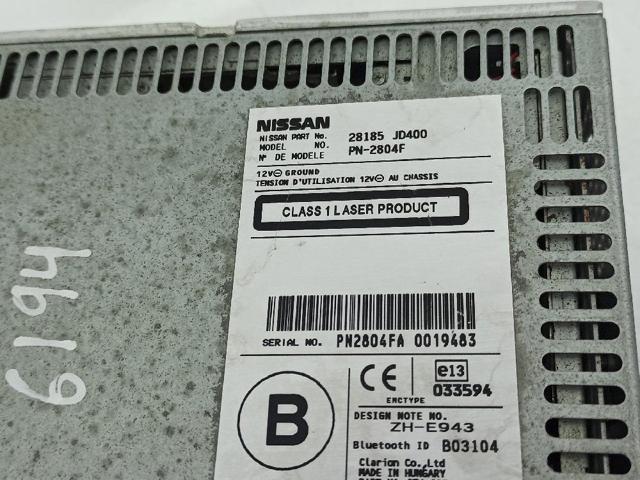 NISSAN
NISSAN PART No. 28185 JD400
MODEL NO. PN-2804F
N° DE MODELE
12V⊖ GROUND
TENSION D'UTILISATION 12V⊖ AU CHASSIS
CLASS 1 LASER PRODUCT
SERIAL NO. PN2804FA 0019483
B
CE
EMCTYPE
e13
033594
DESIGN NOTE NO.
ZH-E943
Bluetooth ID B03104
Clarion Co.,Ltd
MADE IN HUNGARY
6194